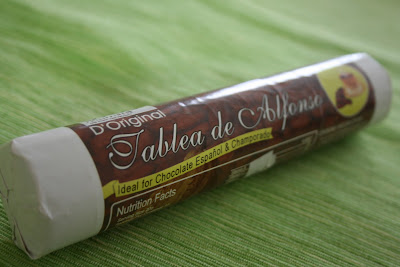 D'Original
Tablea de Alfonso
Ideal for Chocolate Español & Champorado
Nutrition Facts